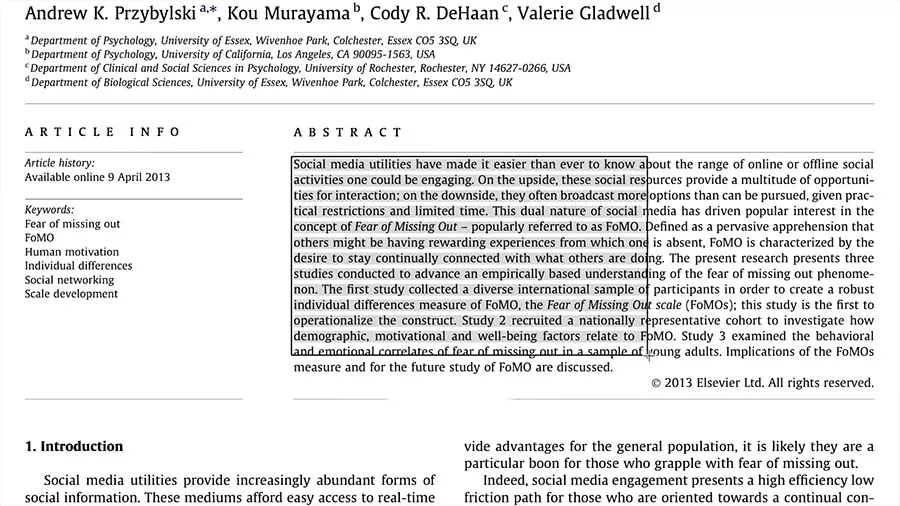 Andrew K. Przybylski a,*, Kou Murayama b, Cody R. DeHaan c, Valerie Gladwell d
a Department of Psychology, University of Essex, Wivenhoe Park, Colchester, Essex CO5 3SQ, UK
b Department of Psychology, University of California, Los Angeles, CA 90095-1563, USA
c Department of Clinical and Social Sciences in Psychology, University of Rochester, Rochester, NY 14627-0266, USA
d Department of Biological Sciences, University of Essex, Wivenhoe Park, Colchester, Essex CO5 3SQ, UK
ARTICLE INFO
Article history:
Available online 9 April 2013
Keywords:
Fear of missing out
FoMO
Human motivation
Individual differences
Social networking
Scale development
ABSTRACT
Social media utilities have made it easier than ever to know about the range of online or offline social
activities one could be engaging. On the upside, these social resources provide a multitude of opportuni-
ties for interaction; on the downside, they often broadcast more options than can be pursued, given prac-
tical restrictions and limited time. This dual nature of social media has driven popular interest in the
concept of Fear of Missing Out – popularly referred to as FoMO. Defined as a pervasive apprehension that
others might be having rewarding experiences from which one is absent, FoMO is characterized by the
desire to stay continually connected with what others are doing. The present research presents three
studies conducted to advance an empirically based understanding of the fear of missing out phenome-
non. The first study collected a diverse international sample of participants in order to create a robust
individual differences measure of FoMO, the Fear of Missing Out scale (FoMOs); this study is the first to
operationalize the construct. Study 2 recruited a nationally representative cohort to investigate how
demographic, motivational and well-being factors relate to FoMO. Study 3 examined the behavioral
and emotional correlates of fear of missing out in a sample of young adults. Implications of the FoMOs
measure and for the future study of FoMO are discussed.
© 2013 Elsevier Ltd. All rights reserved.
1. Introduction
Social media utilities provide increasingly abundant forms of
social information. These mediums afford easy access to real-time
vide advantages for the general population, it is likely they are a
particular boon for those who grapple with fear of missing out.
Indeed, social media engagement presents a high efficiency low
friction path for those who are oriented towards a continual con-